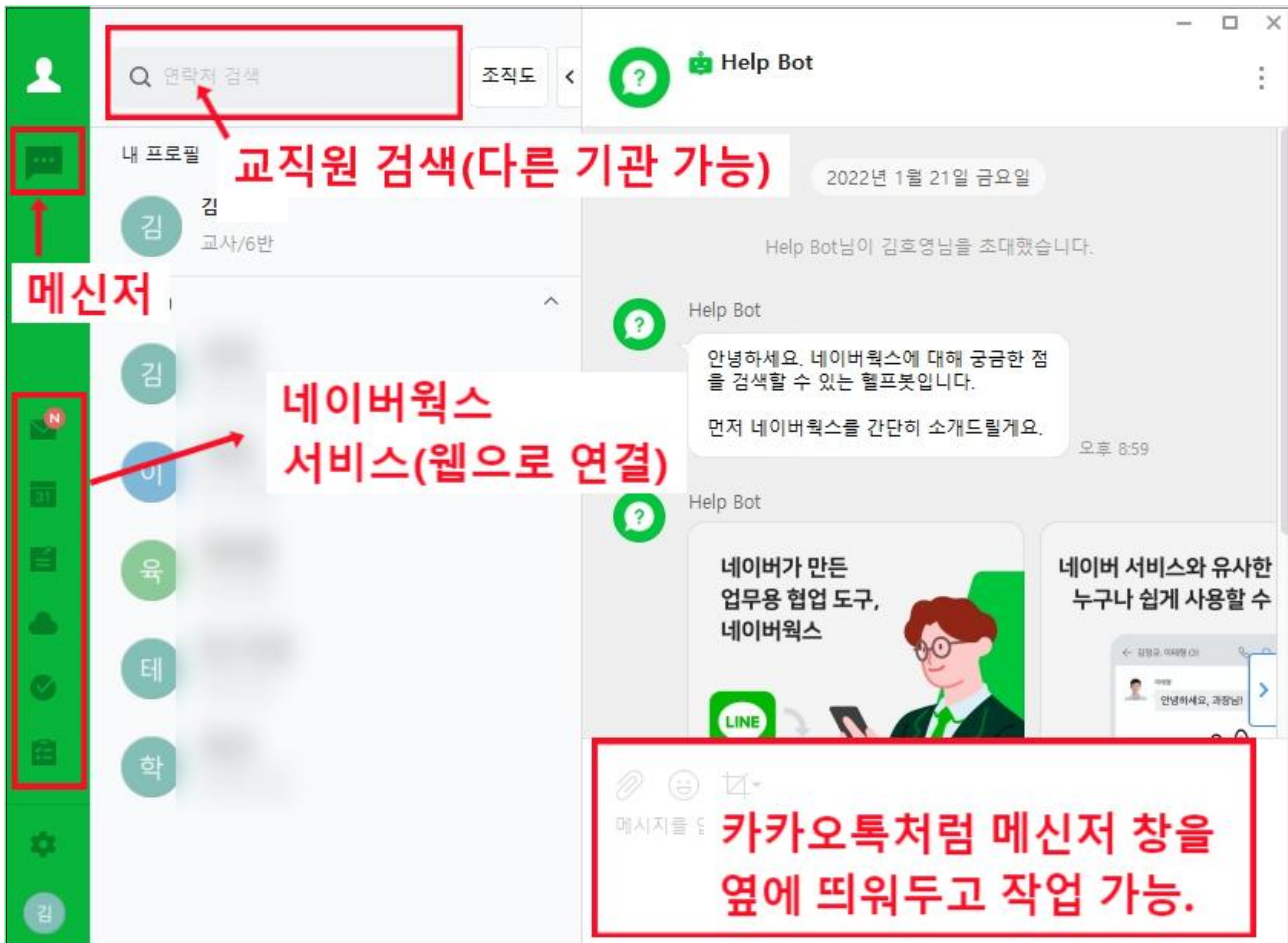 연락처 검색
조직도
Help Bot
내 프로필
교직원 검색(다른 기관 가능)
2022년 1월 21일 금요일
김
김
교사/6반
Help Bot님이 김효영님을 초대했습니다.
메신저
Help Bot
안녕하세요. 네이버웍스에 대해 궁금한 점
을 검색할 수 있는 헬프봇입니다.
먼저 네이버웍스를 간단히 소개드릴게요.
오후 8:59
김
N
네이버웍스
서비스(웹으로 연결)
이
31
Help Bot
육
네이버가 만든
업무용 협업 도구,
네이버웍스
LINE
네이버 서비스와 유사한
누구나 쉽게 사용할 수
안녕하세요, 과장님!
테
학
메시지를
카카오톡처럼 메신저 창을
옆에 띄워두고 작업 가능.
김